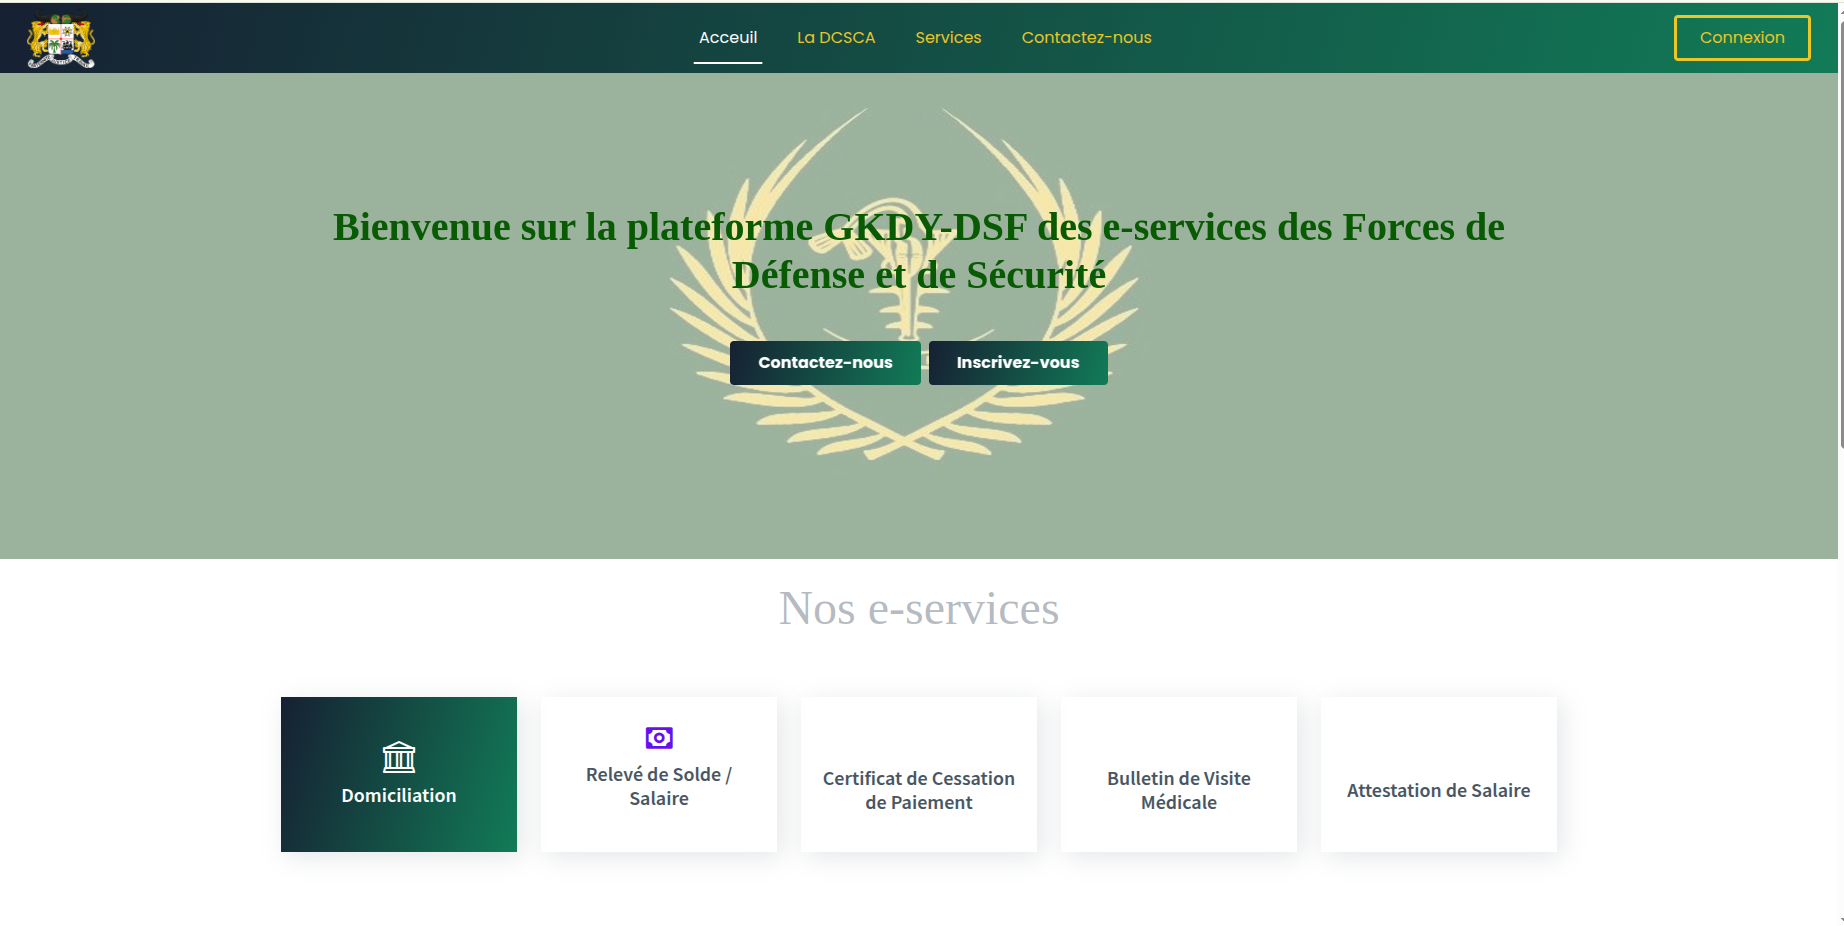 Acceuil
La DCSCA
Services
Contactez-nous
Connexion
Bienvenue sur la plateforme GKDY-DSF des e-services des Forces de
Défense et de Sécurité
Contactez-nous
Inscrivez-vous
Nos e-services
Domiciliation
Relevé de Solde /
Salaire
Certificat de Cessation
de Paiement
Bulletin de Visite
Médicale
Attestation de Salaire